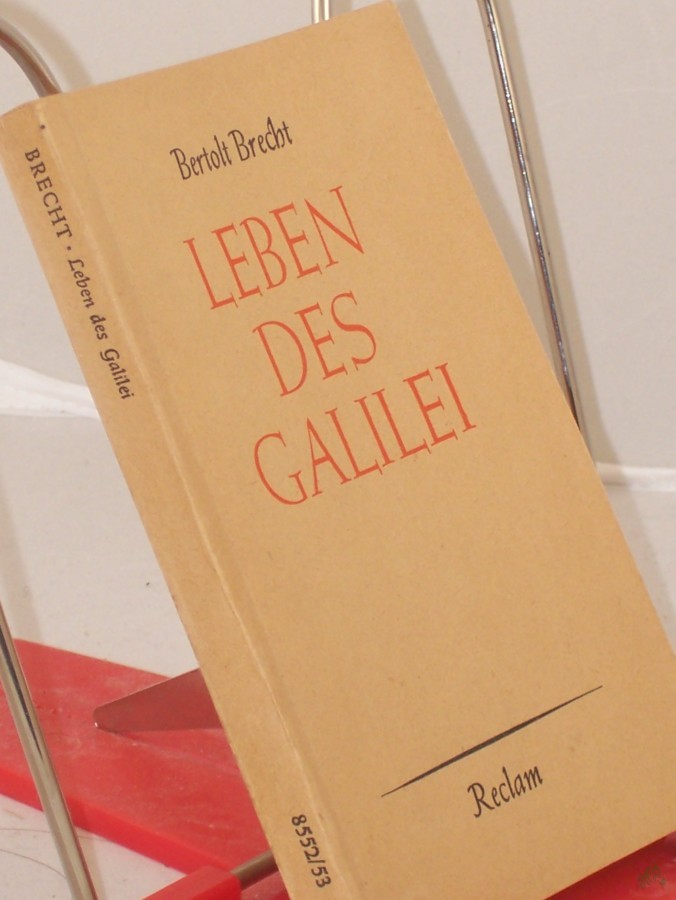 Bertolt Brecht
LEBEN
DES
GALILEI
Reclam
BRECHT · Leben des Galilei
8552/53